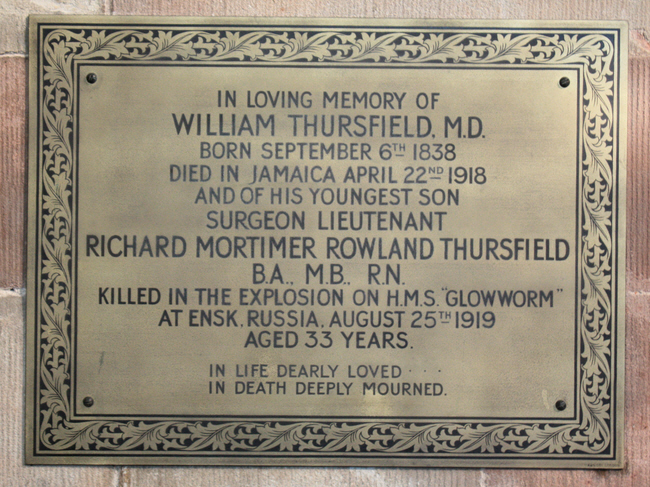 IN LOVING MEMORY OF
WILLIAM THURSFIELD. M.D.
BORN SEPTEMBER 6TH 1838
DIED IN JAMAICA APRIL 22ND 1918
AND OF HIS YOUNGEST SON
SURGEON LIEUTENANT
RICHARD MORTIMER ROWLAND THURSFIELD
B.A., M.B., R.N.
KILLED IN THE EXPLOSION ON H.M.S. "GLOWWORM"
AT ENSK, RUSSIA, AUGUST 25TH 1919
AGED 33 YEARS.
IN LIFE DEARLY LOVED · · ·
IN DEATH DEEPLY MOURNED.